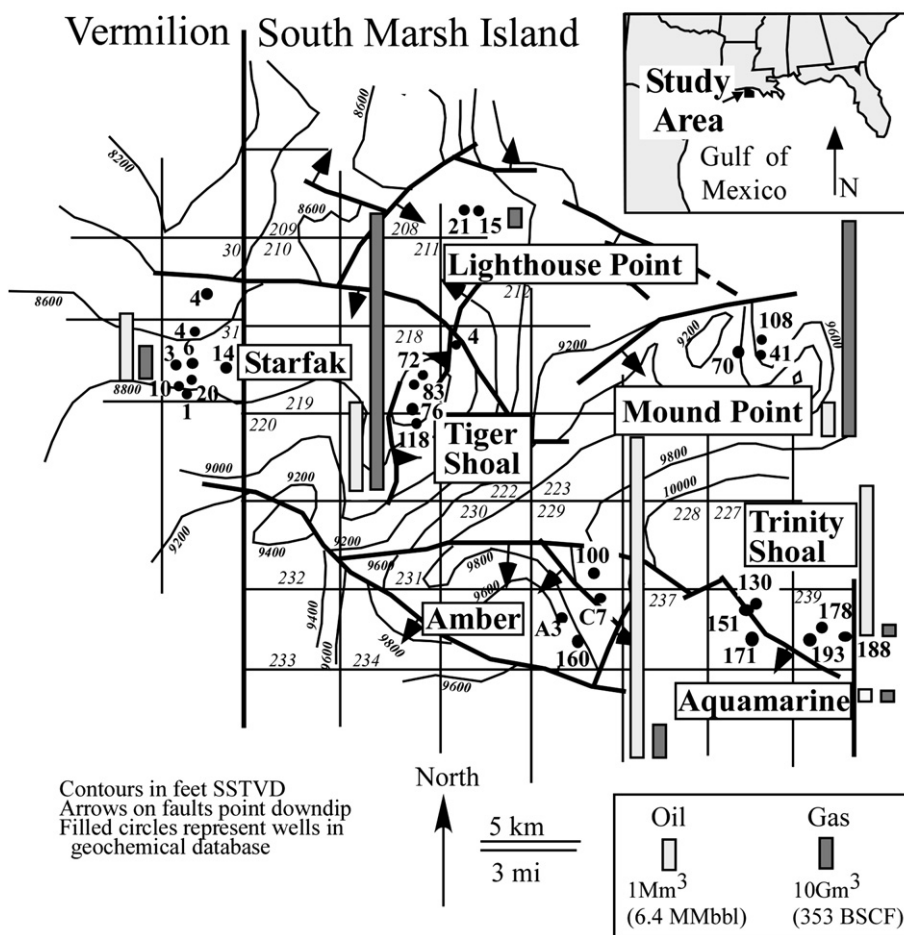 Vermilion South Marsh Island
Study
Area
Gulf of
Mexico
N
8600
8200
209
210
30
8600
208
211
21 15
Lighthouse Point
212
4
8600
4
31
218
4
9200
9200
9600
108
3 6 14
Starfak
72
70
41
8800
10 20
83
Mound Point
1
219
220
76
118
Tiger
Shoal
9800
9000
9200
222
223
10000
9200
9400
230
229
228
227
Trinity
Shoal
9200
9600
232
231
9800
100
9600
237
130
239
178
9400
Amber
A3
C7
151
9600
9800
160
171
193
188
233
234
9600
Aquamarine
North
Contours in feet SSTVD
Arrows on faults point downdip
Filled circles represent wells in
geochemical database
5 km
3 mi
Oil Gas
1Mm³ 10Gm³
(6.4 MMbbl) (353 BSCF)